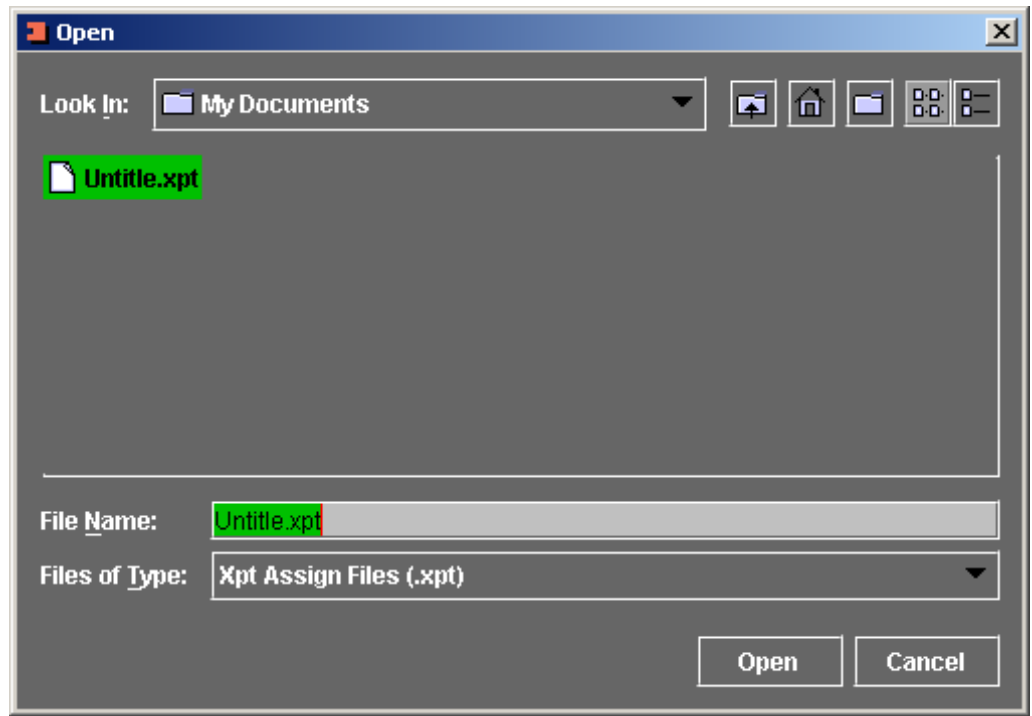 Open
Look In: My Documents
Untitle.xpt
File Name: Untitle.xpt
Files of Type: Xpt Assign Files (.xpt)
Open Cancel